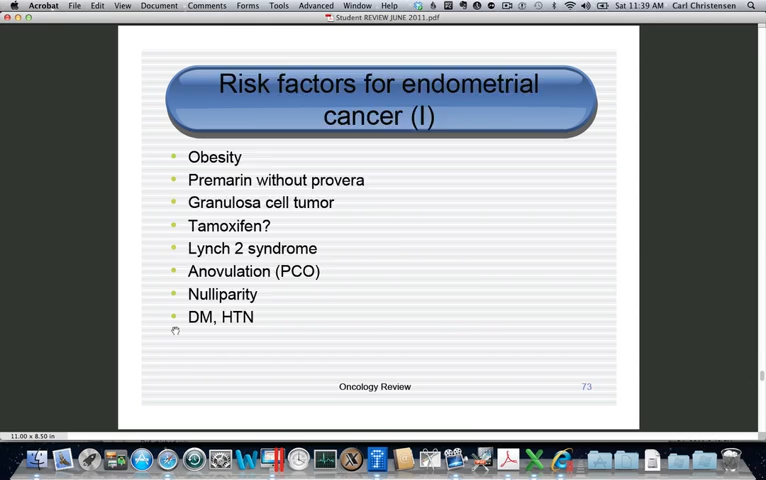 Acrobat File Edit View Document Comments Forms Tools Advanced Window Help Sat 11:39 AM Carl Christensen
Student REVIEW JUNE 2011.pdf
Risk factors for endometrial
cancer (I)
Obesity
Premarin without provera
Granulosa cell tumor
Tamoxifen?
Lynch 2 syndrome
Anovulation (PCO)
Nulliparity
DM, HTN
Oncology Review 73
11.00 x 8.50 in